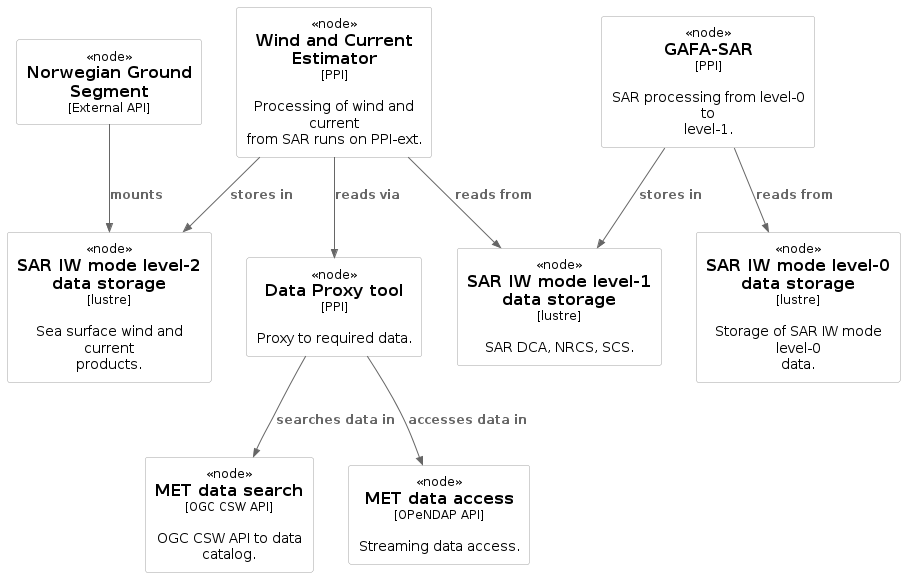 «node»
Norwegian Ground
Segment
[External API]
«node»
Wind and Current
Estimator
[PPI]
Processing of wind and
current
from SAR runs on PPI-ext.
«node»
GAFA-SAR
[PPI]
SAR processing from level-0
to
level-1.
mounts
stores in
reads via
reads from
stores in
reads from
«node»
SAR IW mode level-2
data storage
[lustre]
Sea surface wind and
current
products.
«node»
Data Proxy tool
[PPI]
Proxy to required data.
«node»
SAR IW mode level-1
data storage
[lustre]
SAR DCA, NRCS, SCS.
«node»
SAR IW mode level-0
data storage
[lustre]
Storage of SAR IW mode
level-0
data.
searches data in
accesses data in
«node»
MET data search
[OGC CSW API]
OGC CSW API to data
catalog.
«node»
MET data access
[OPeNDAP API]
Streaming data access.